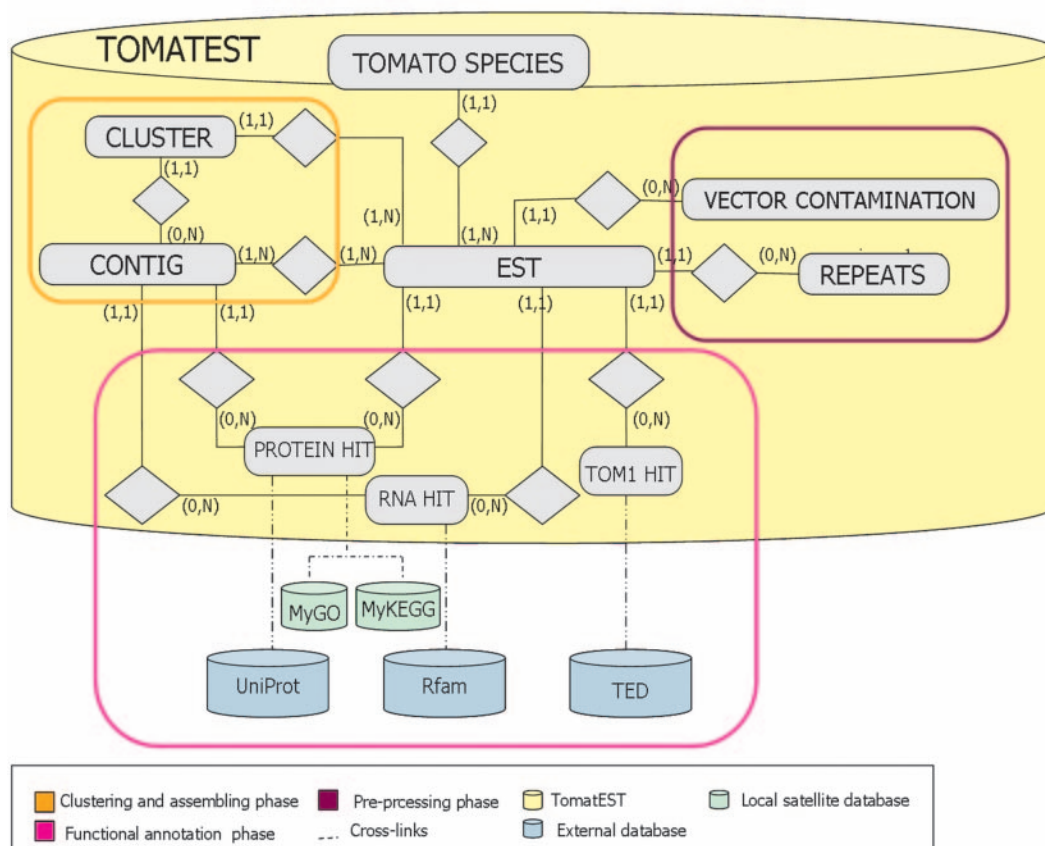 TOMATEST
TOMATO SPECIES
(1,1)
CLUSTER
(1,1)
(1,1)
(0,N)
VECTOR CONTAMINATION
(1,1)
(0,N)
(1,N)
(1,N)
CONTIG
(1,N)
(1,N)
EST
(1,1)
(0,N)
REPEATS
(1,1)
(1,1)
(1,1)
(1,1)
(1,1)
(0,N)
(0,N)
(0,N)
PROTEIN HIT
TOM1 HIT
(0,N)
RNA HIT
(0,N)
MyGO
MyKEGG
UniProt
Rfam
TED
Clustering and assembling phase
Pre-prcessing phase
TomatEST
Local satellite database
Functional annotation phase
Cross-links
External database